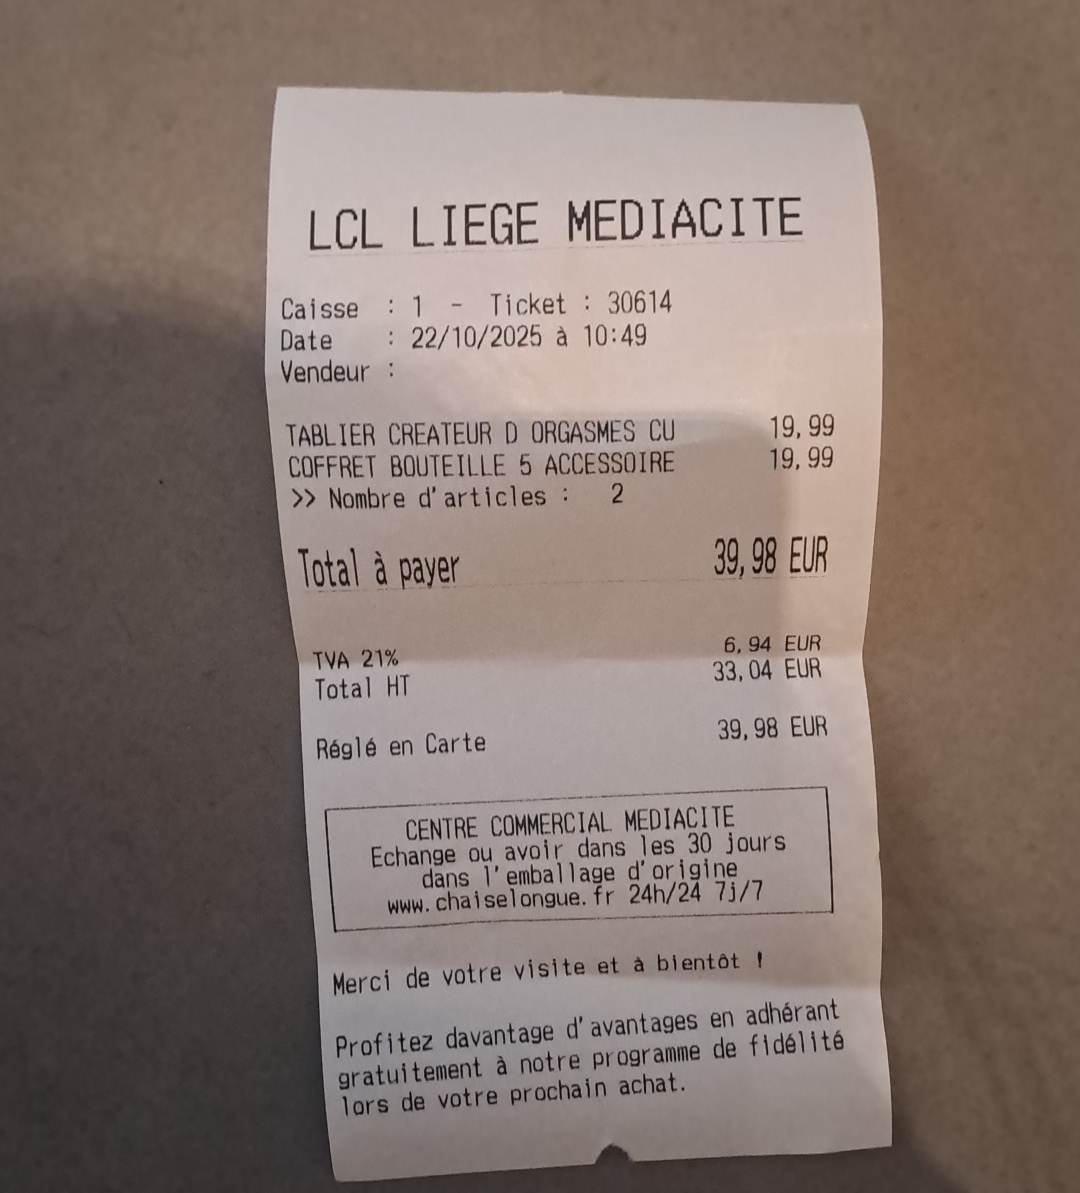 LCL LIEGE MEDIACITE
Caisse : 1 - Ticket : 30614
Date : 22/10/2025 à 10:49
Vendeur :
TABLIER CREATEUR D ORGASMES CU 19,99
COFFRET BOUTEILLE 5 ACCESSOIRE 19,99
>> Nombre d'articles : 2
Total à payer 39,98 EUR
TVA 21% 6,94 EUR
Total HT 33,04 EUR
Réglé en Carte 39,98 EUR
CENTRE COMMERCIAL MEDIACITE
Echange ou avoir dans les 30 jours
dans l'emballage d'origine
www.chaiselongue.fr 24h/24 7j/7
Merci de votre visite et à bientôt !
Profitez davantage d'avantages en adhérant
gratuitement à notre programme de fidélité
lors de votre prochain achat.